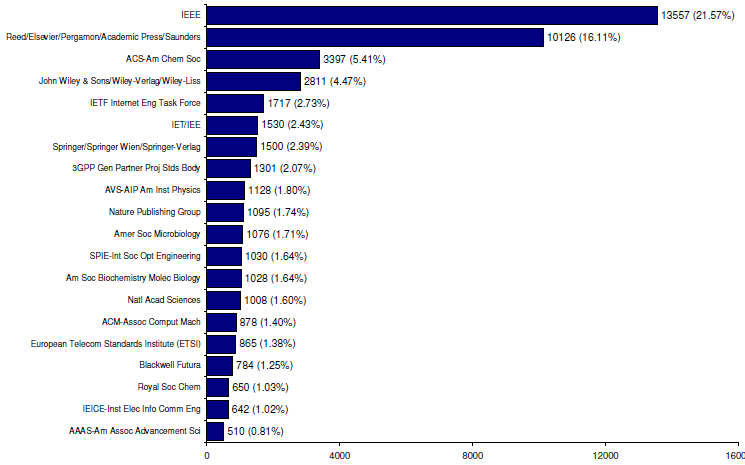 IEEE 13557 (21.57%)
Reed/Elsevier/Pergamon/Academic Press/Saunders 10126 (16.11%)
ACS-Am Chem Soc 3397 (5.41%)
John Wiley & Sons/Wiley-Verlag/Wiley-Liss 2811 (4.47%)
IETF Internet Eng Task Force 1717 (2.73%)
IET/IEE 1530 (2.43%)
Springer/Springer Wien/Springer-Verlag 1500 (2.39%)
3GPP Gen Partner Proj Stds Body 1301 (2.07%)
AVS-AIP Am Inst Physics 1128 (1.80%)
Nature Publishing Group 1095 (1.74%)
Amer Soc Microbiology 1076 (1.71%)
SPIE-Int Soc Opt Engineering 1030 (1.64%)
Am Soc Biochemistry Molec Biology 1028 (1.64%)
Natl Acad Sciences 1008 (1.60%)
ACM-Assoc Comput Mach 878 (1.40%)
European Telecom Standards Institute (ETSI) 865 (1.38%)
Blackwell Futura 784 (1.25%)
Royal Soc Chem 650 (1.03%)
IEICE-Inst Elec Info Comm Eng 642 (1.02%)
AAAS-Am Assoc Advancement Sci 510 (0.81%)
0 4000 8000 12000 1600